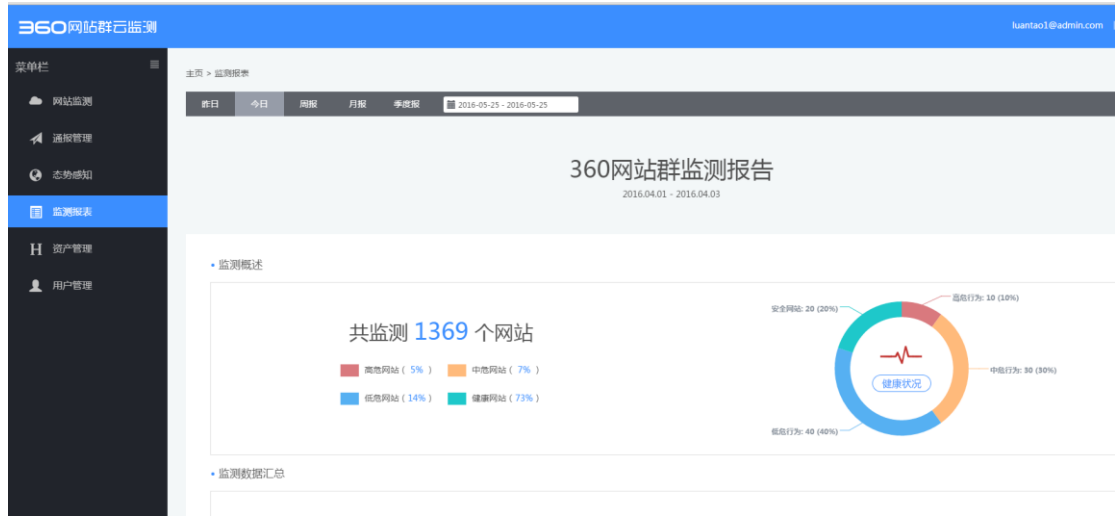 360网站群云监测
luantao1@admin.com
菜单栏
主页 > 监测报表
网站监测
昨日 今日 周报 月报 季度报 2016-05-25 - 2016-05-25
通报管理
态势感知
360网站群监测报告
2016.04.01 - 2016.04.03
监测报表
资产管理
用户管理
• 监测概述
共监测 1369 个网站
高危网站 ( 5% ) 中危网站 ( 7% )
低危网站 ( 14% ) 健康网站 ( 73% )
高危行为: 10 (10%)
安全网站: 20 (20%)
中危行为: 30 (30%)
健康状况
低危行为: 40 (40%)
• 监测数据汇总